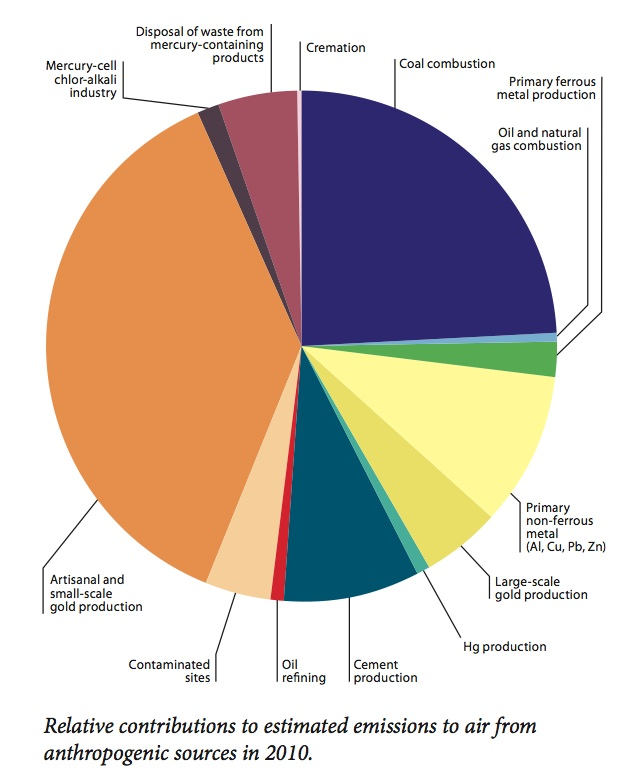 Disposal of waste from
mercury-containing
products
Cremation
Coal combustion
Mercury-cell
chlor-alkali
industry
Primary ferrous
metal production
Oil and natural
gas combustion
Primary
non-ferrous
metal
(Al, Cu, Pb, Zn)
Large-scale
gold production
Hg production
Cement
production
Oil
refining
Contaminated
sites
Artisanal and
small-scale
gold production
Relative contributions to estimated emissions to air from
anthropogenic sources in 2010.